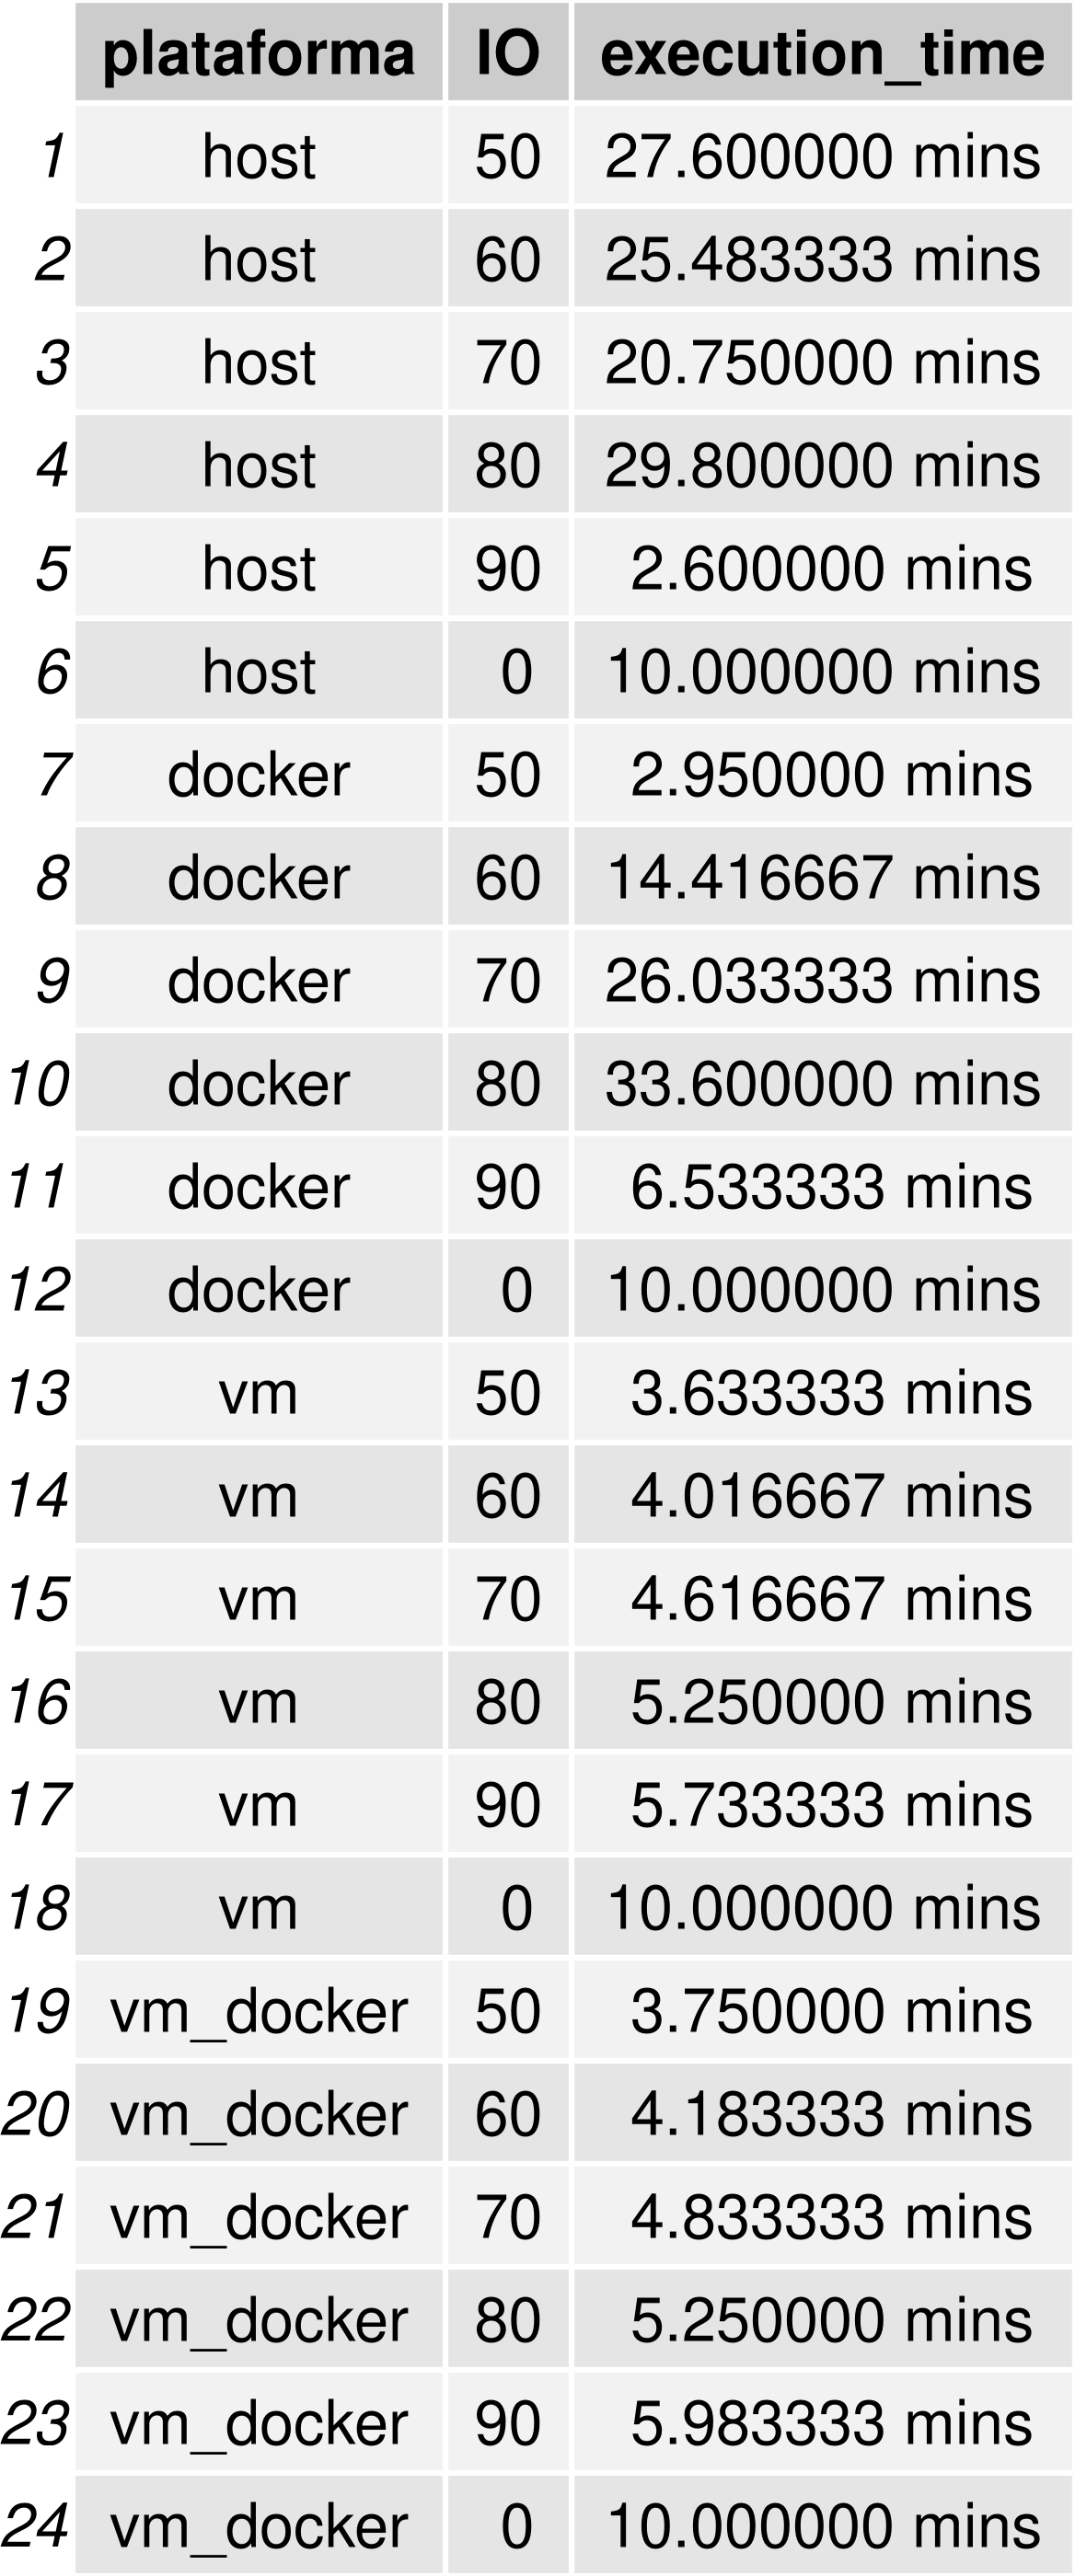 plataforma IO execution_time
1 host 50 27.600000 mins
2 host 60 25.483333 mins
3 host 70 20.750000 mins
4 host 80 29.800000 mins
5 host 90 2.600000 mins
6 host 0 10.000000 mins
7 docker 50 2.950000 mins
8 docker 60 14.416667 mins
9 docker 70 26.033333 mins
10 docker 80 33.600000 mins
11 docker 90 6.533333 mins
12 docker 0 10.000000 mins
13 vm 50 3.633333 mins
14 vm 60 4.016667 mins
15 vm 70 4.616667 mins
16 vm 80 5.250000 mins
17 vm 90 5.733333 mins
18 vm 0 10.000000 mins
19 vm_docker 50 3.750000 mins
20 vm_docker 60 4.183333 mins
21 vm_docker 70 4.833333 mins
22 vm_docker 80 5.250000 mins
23 vm_docker 90 5.983333 mins
24 vm_docker 0 10.000000 mins